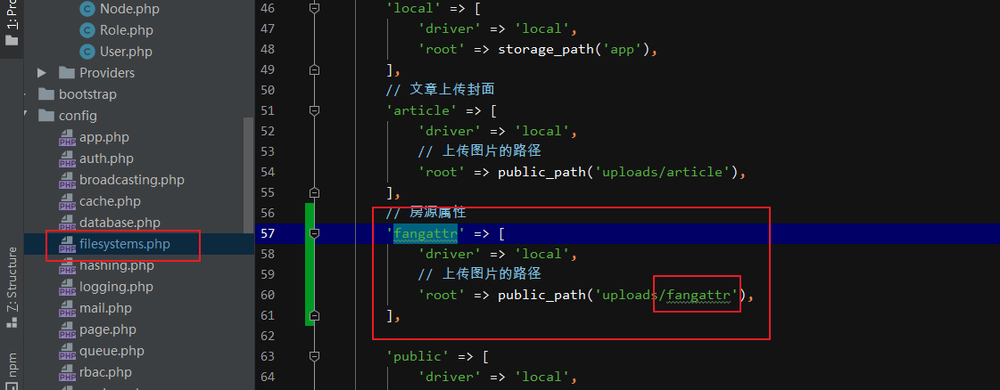 1: Pro
Node.php
Role.php
User.php
Providers
bootstrap
config
app.php
auth.php
broadcasting.php
cache.php
database.php
filesystems.php
hashing.php
logging.php
mail.php
page.php
queue.php
rbac.php
Z: Structure
npm
46 'local' => [
47 'driver' => 'local',
48 'root' => storage_path('app'),
49 ],
50 // 文章上传封面
51 'article' => [
52 'driver' => 'local',
53 // 上传图片的路径
54 'root' => public_path('uploads/article'),
55 ],
56 // 房源属性
57 'fangattr' => [
58 'driver' => 'local',
59 // 上传图片的路径
60 'root' => public_path('uploads/fangattr'),
61 ],
62
63 'public' => [
64 'driver' => 'local',